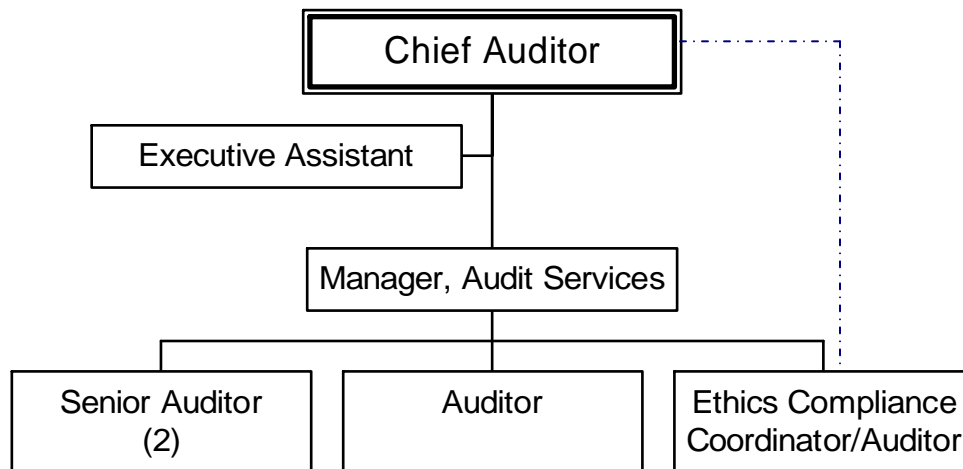 Chief Auditor
Executive Assistant
Manager, Audit Services
Senior Auditor
(2)
Auditor
Ethics Compliance
Coordinator/Auditor